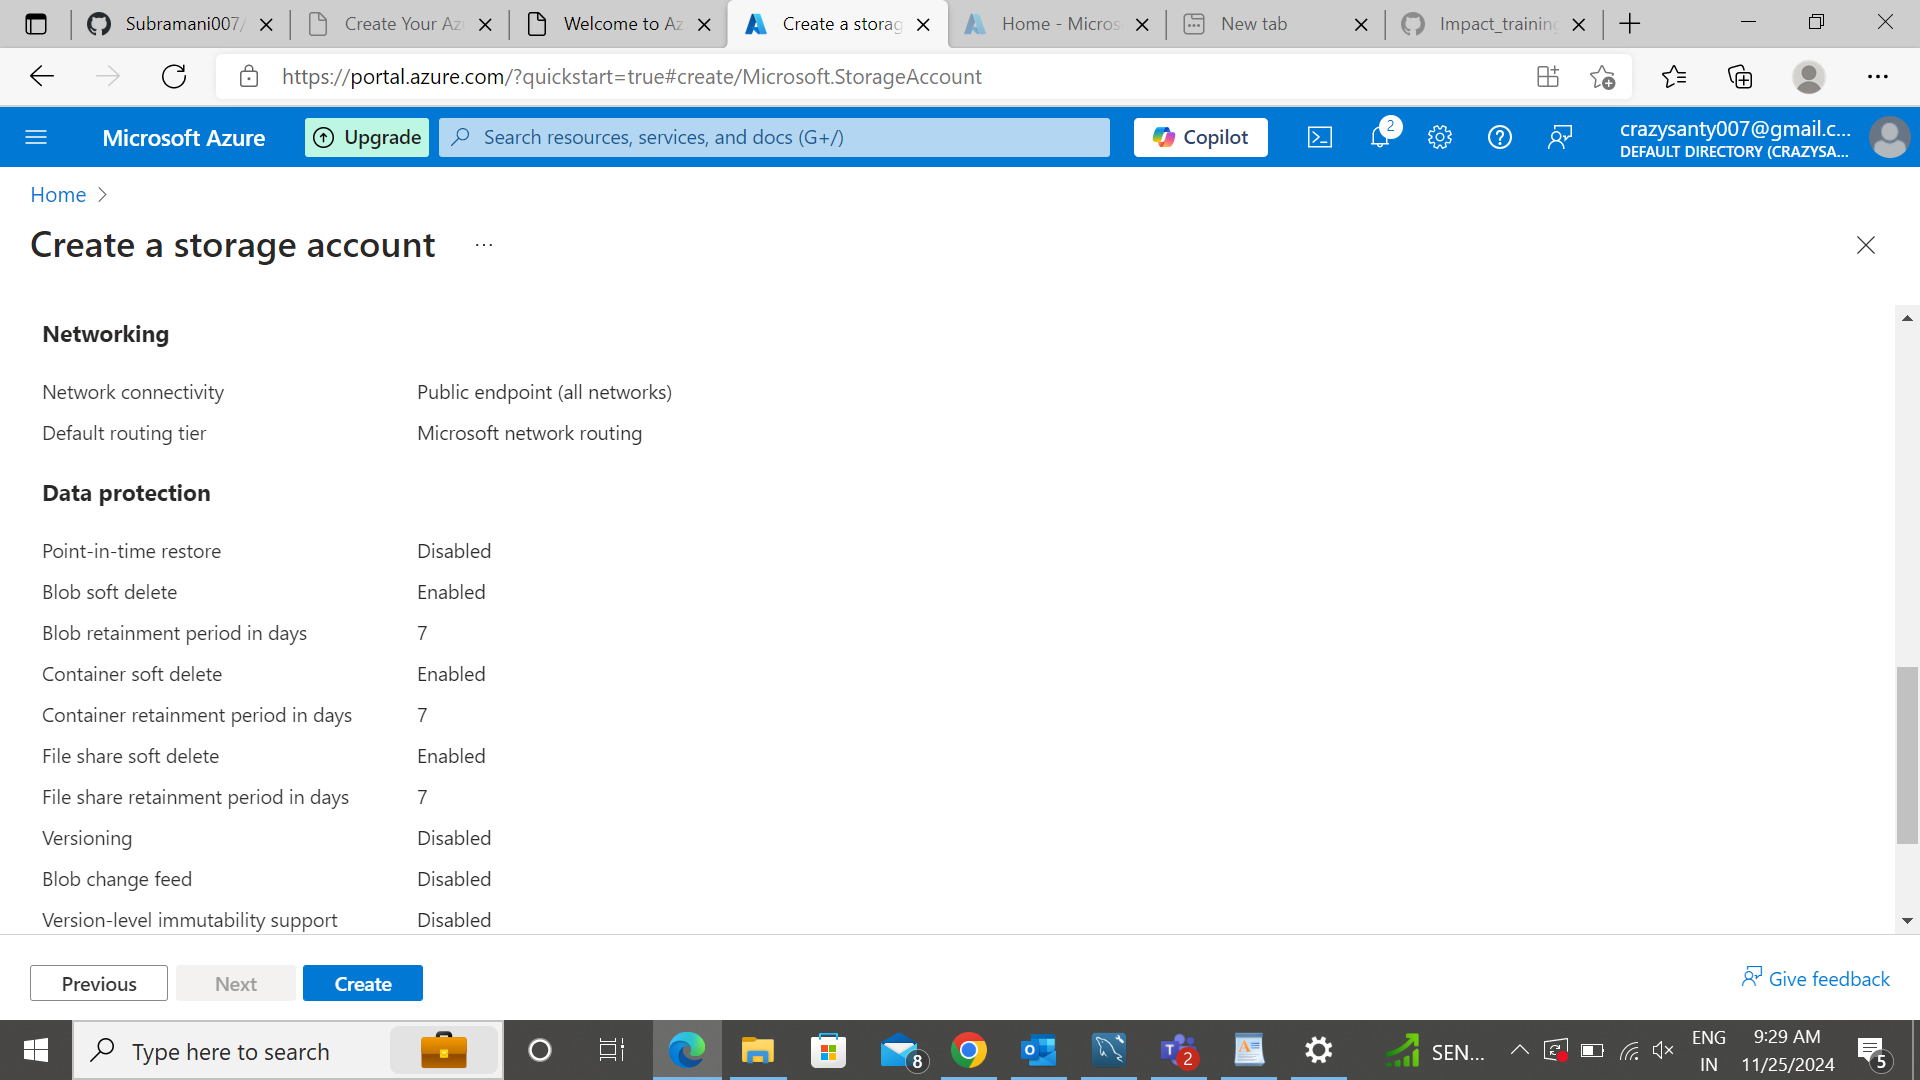 Subramani007/
Create Your Az
Welcome to Az
Create a storag
Home - Micros
New tab
Impact_training
https://portal.azure.com/?quickstart=true#create/Microsoft.StorageAccount
Microsoft Azure
Upgrade
Search resources, services, and docs (G+/)
Copilot
2
crazysanty007@gmail.c...
DEFAULT DIRECTORY (CRAZYSA...
Home
Create a storage account
Networking
Network connectivity Public endpoint (all networks)
Default routing tier Microsoft network routing
Data protection
Point-in-time restore Disabled
Blob soft delete Enabled
Blob retainment period in days 7
Container soft delete Enabled
Container retainment period in days 7
File share soft delete Enabled
File share retainment period in days 7
Versioning Disabled
Blob change feed Disabled
Version-level immutability support Disabled
Previous Next Create
Give feedback
Type here to search
8
2
SEN...
ENG
IN
9:29 AM
11/25/2024
5